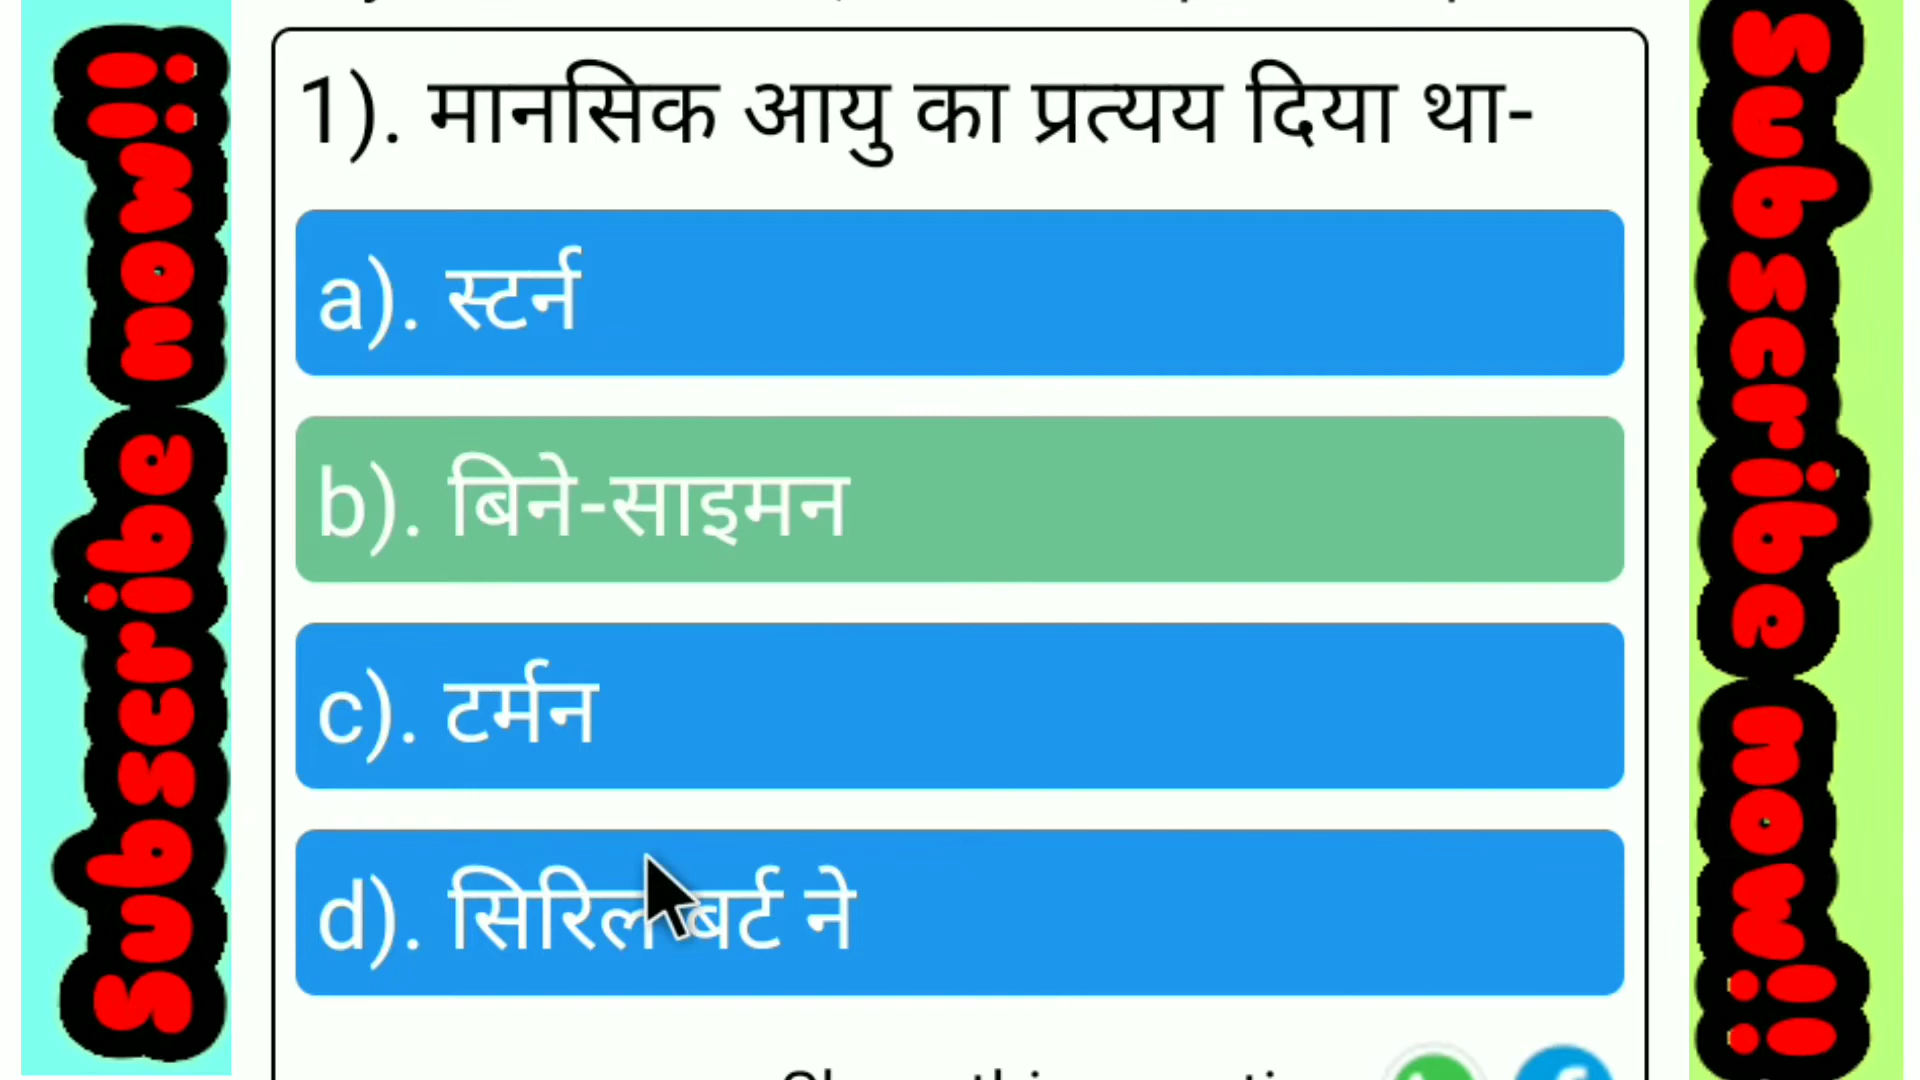 1). मानसिक आयु का प्रत्यय दिया था-
a). स्टर्न
b). बिने-साइमन
c). टर्मन
d). सिरिल बर्ट ने
Subscribe now!!
Subscribe now!!